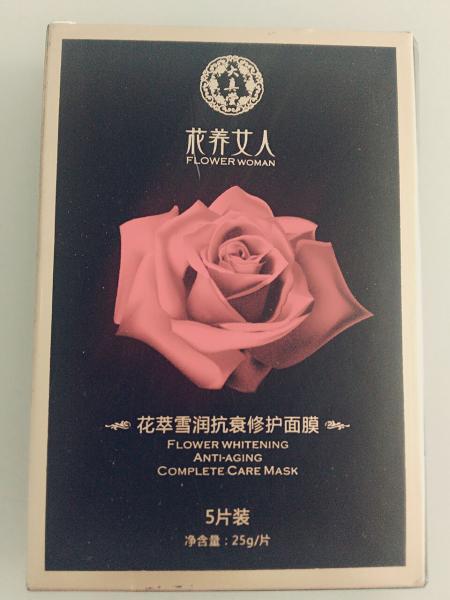 花养女人
FLOWER WOMAN
花萃雪润抗衰修护面膜
FLOWER WHITENING
ANTI-AGING
COMPLETE CARE MASK
5片装
净含量：25g/片